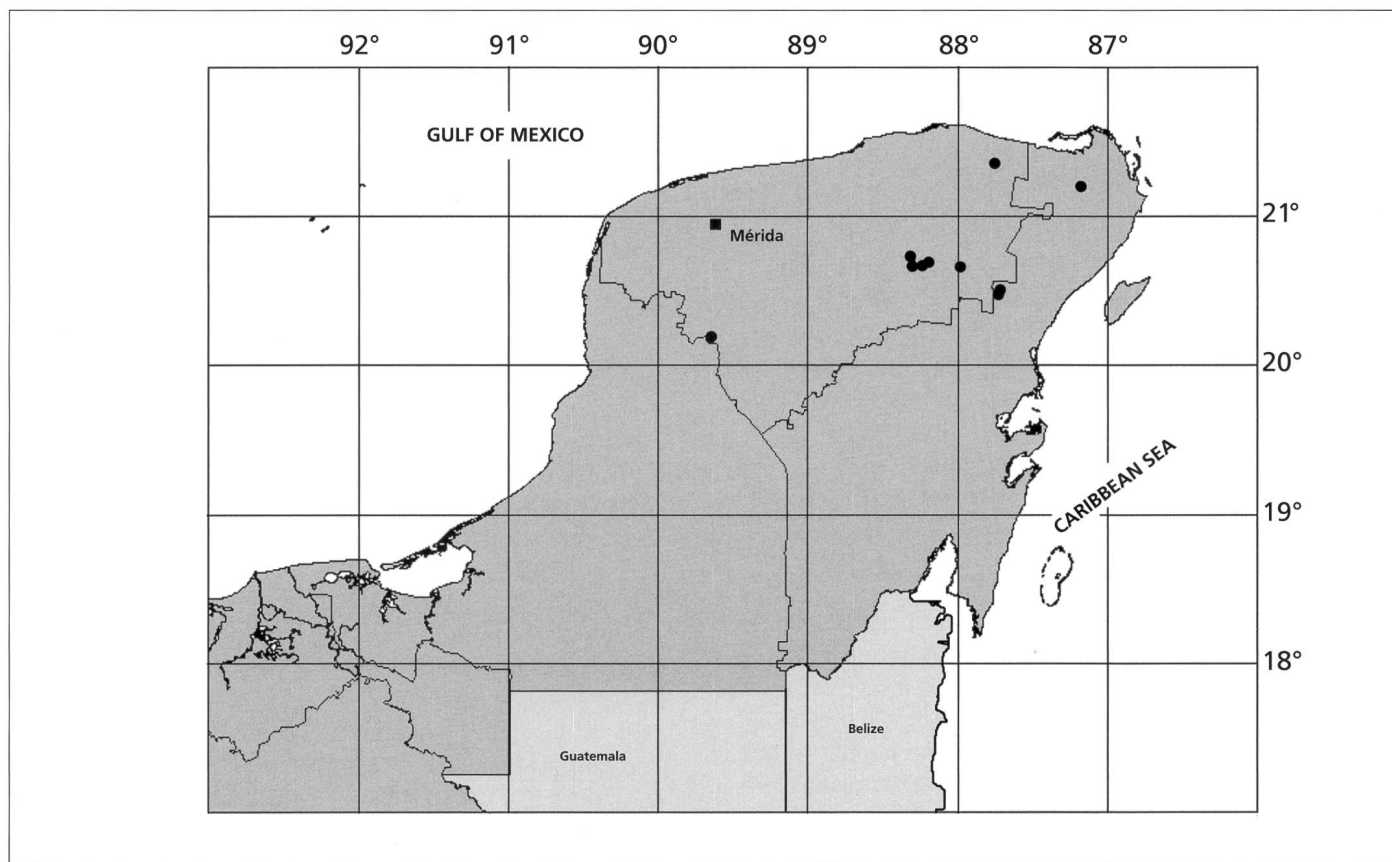 92° 91° 90° 89° 88° 87°
GULF OF MEXICO
21°
Mérida
20°
19°
CARIBBEAN SEA
18°
Belize
Guatemala